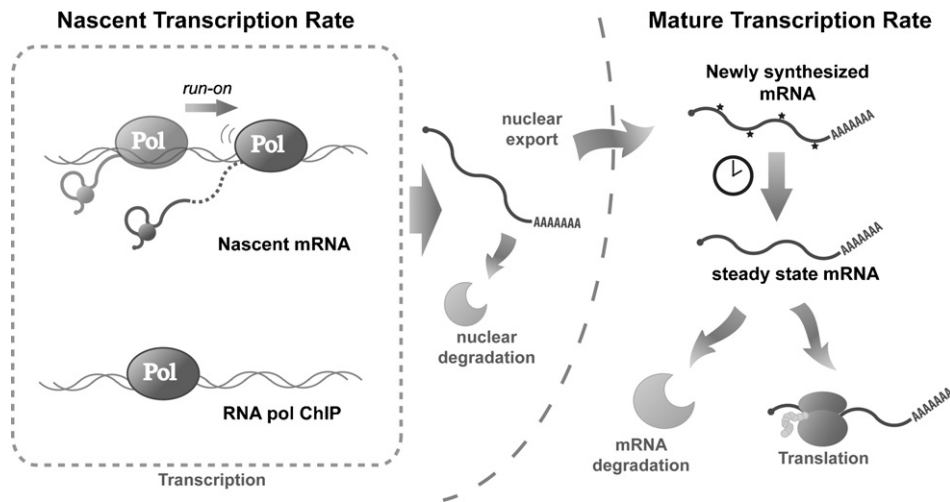 Nascent Transcription Rate
run-on
Pol
Pol
Nascent mRNA
Pol
RNA pol ChIP
Transcription
AAAAAAA
nuclear
degradation
nuclear
export
Mature Transcription Rate
Newly synthesized
mRNA
AAAAAAA
AAAAAAA
steady state mRNA
mRNA
degradation
AAAAAAA
Translation